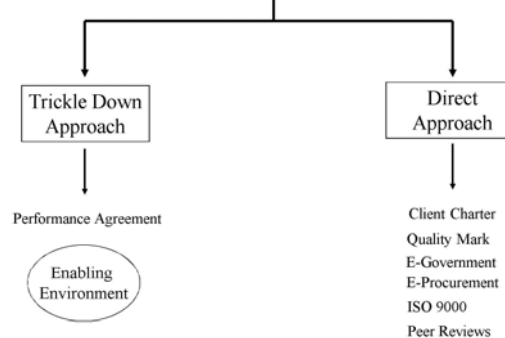 Trickle Down
Approach
Direct
Approach
Performance Agreement
Enabling
Environment
Client Charter
Quality Mark
E-Government
E-Procurement
ISO 9000
Peer Reviews